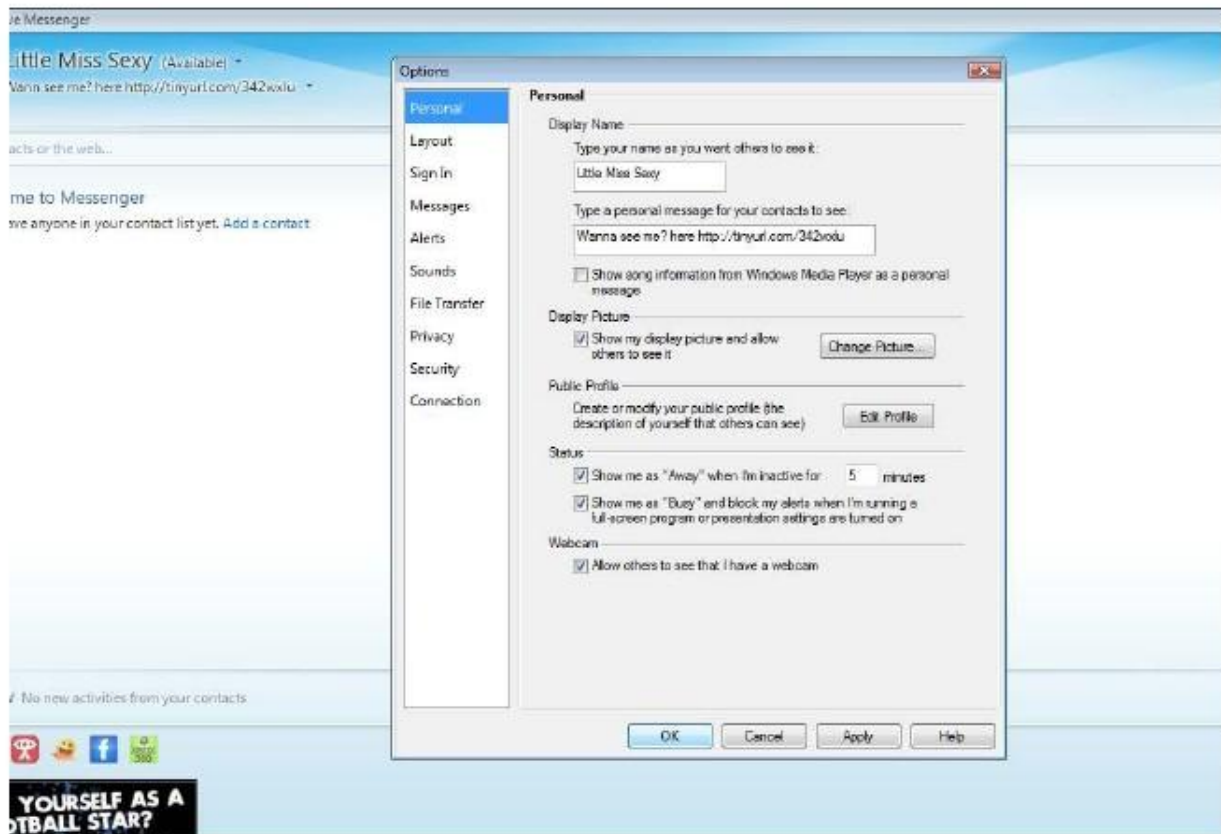 ve Messenger
Little Miss Sexy (Available)
Wann see me? here http://tinyurl.com/342wxlu
acts or the web...
me to Messenger
ave anyone in your contact list yet. Add a contact
No new activities from your contacts
YOURSELF AS A
OTBALL STAR?
Options
Personal
Layout
Sign In
Messages
Alerts
Sounds
File Transfer
Privacy
Security
Connection
Personal
Display Name
Type your name as you want others to see it:
Little Miss Sexy
Type a personal message for your contacts to see:
Wanna see me? here http://tinyurl.com/342wxlu
Show song information from Windows Media Player as a personal
message
Display Picture
Show my display picture and allow
others to see it
Change Picture...
Public Profile
Create or modify your public profile (the
description of yourself that others can see)
Edit Profile
Status
Show me as "Away" when I'm inactive for 5 minutes
Show me as "Busy" and block my alerts when I'm running a
full-screen program or presentation settings are turned on
Webcam
Allow others to see that I have a webcam
OK
Cancel
Apply
Help